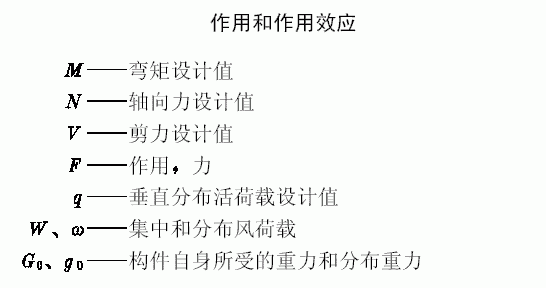 作用和作用效应
M——弯矩设计值
N——轴向力设计值
V——剪力设计值
F——作用，力
q——垂直分布活荷载设计值
W、ω——集中和分布风荷载
G₀、g₀——构件自身所受的重力和分布重力